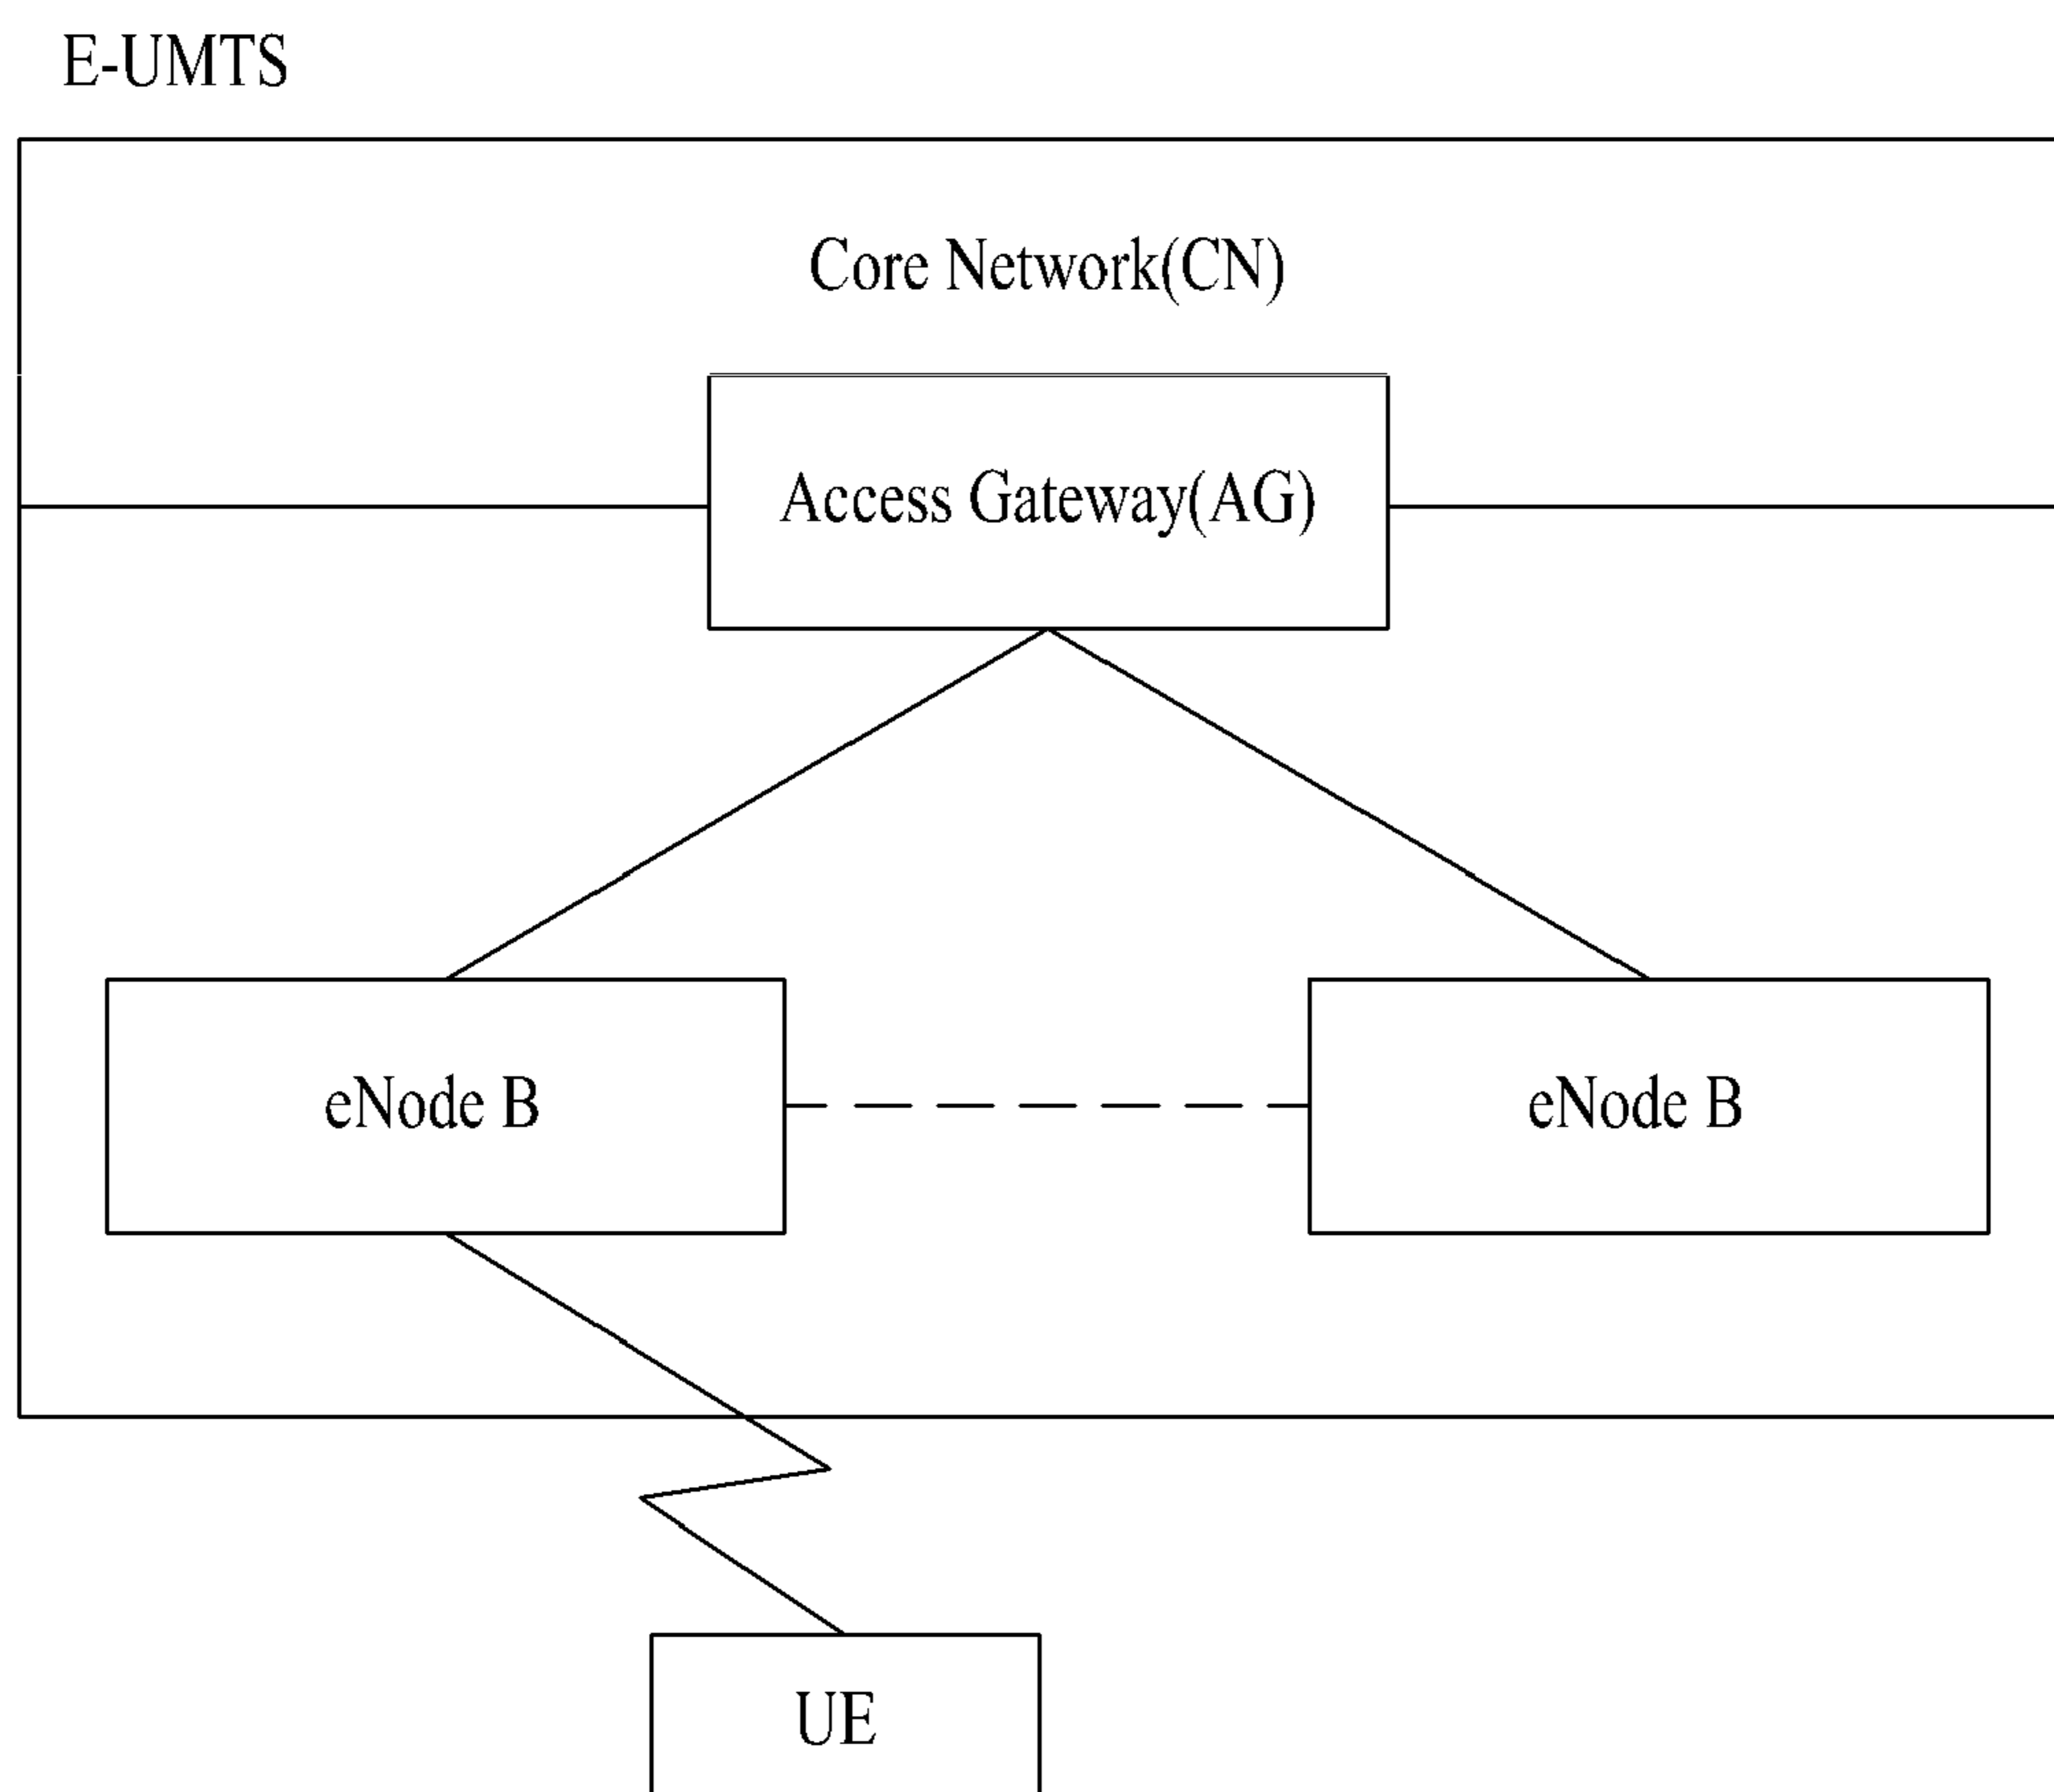 E-UMTS
Core Network(CN)
Access Gateway(AG)
eNode B
eNode B
UE